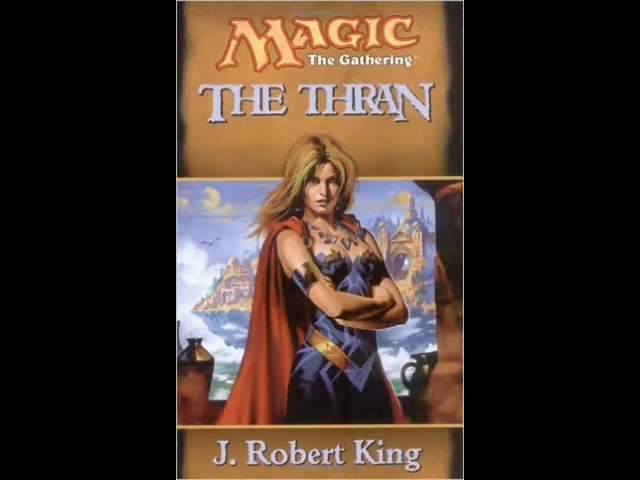 MAGIC
The Gathering
THE THRAN
J. Robert King